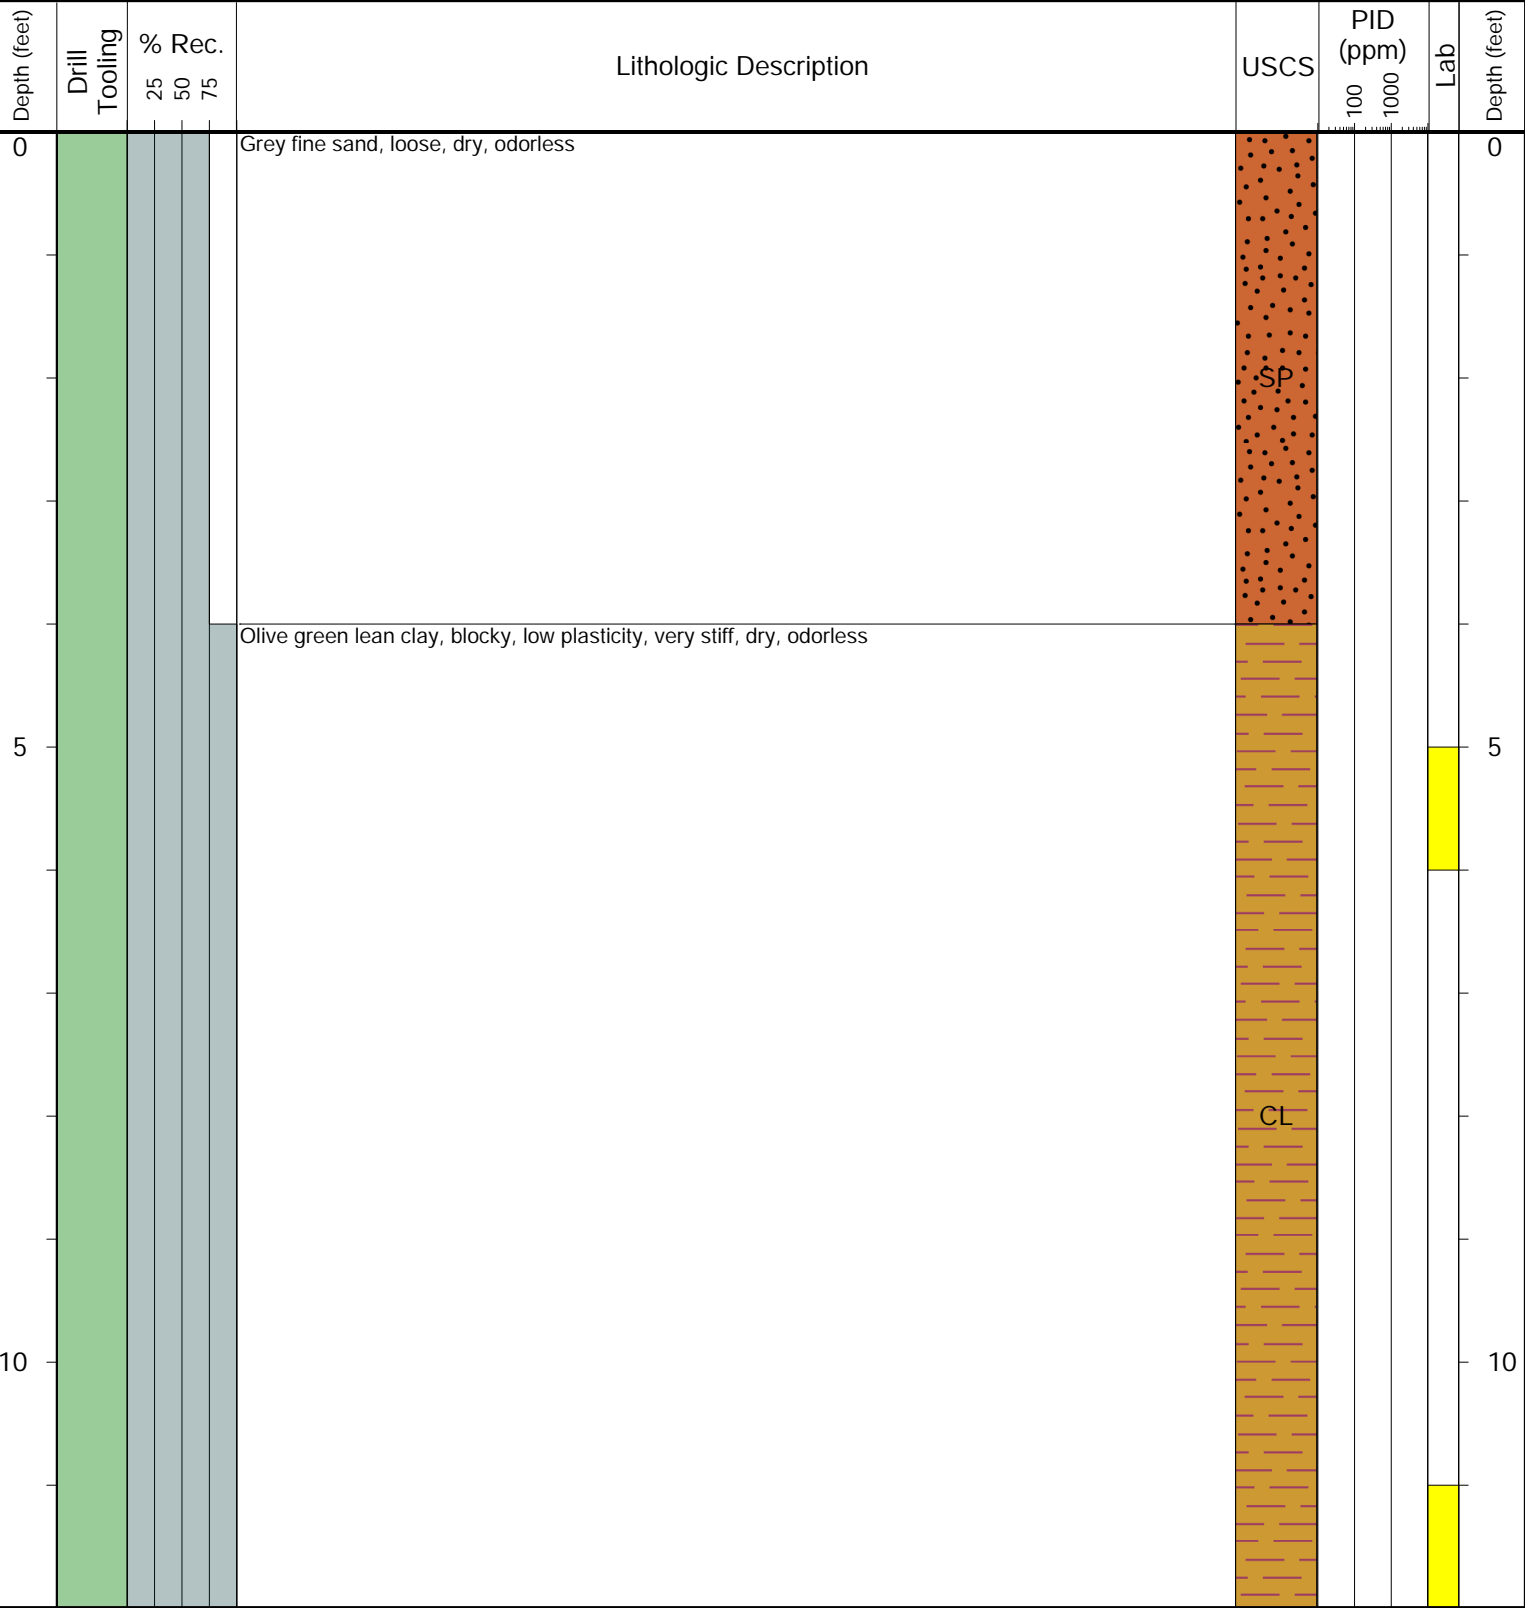 Depth (feet)
Drill
Tooling
% Rec.
25
50
75
Lithologic Description
USCS
PID
(ppm)
100
1000
Lab
Depth (feet)
0
Grey fine sand, loose, dry, odorless
0
SP
Olive green lean clay, blocky, low plasticity, very stiff, dry, odorless
5
5
CL
10
10